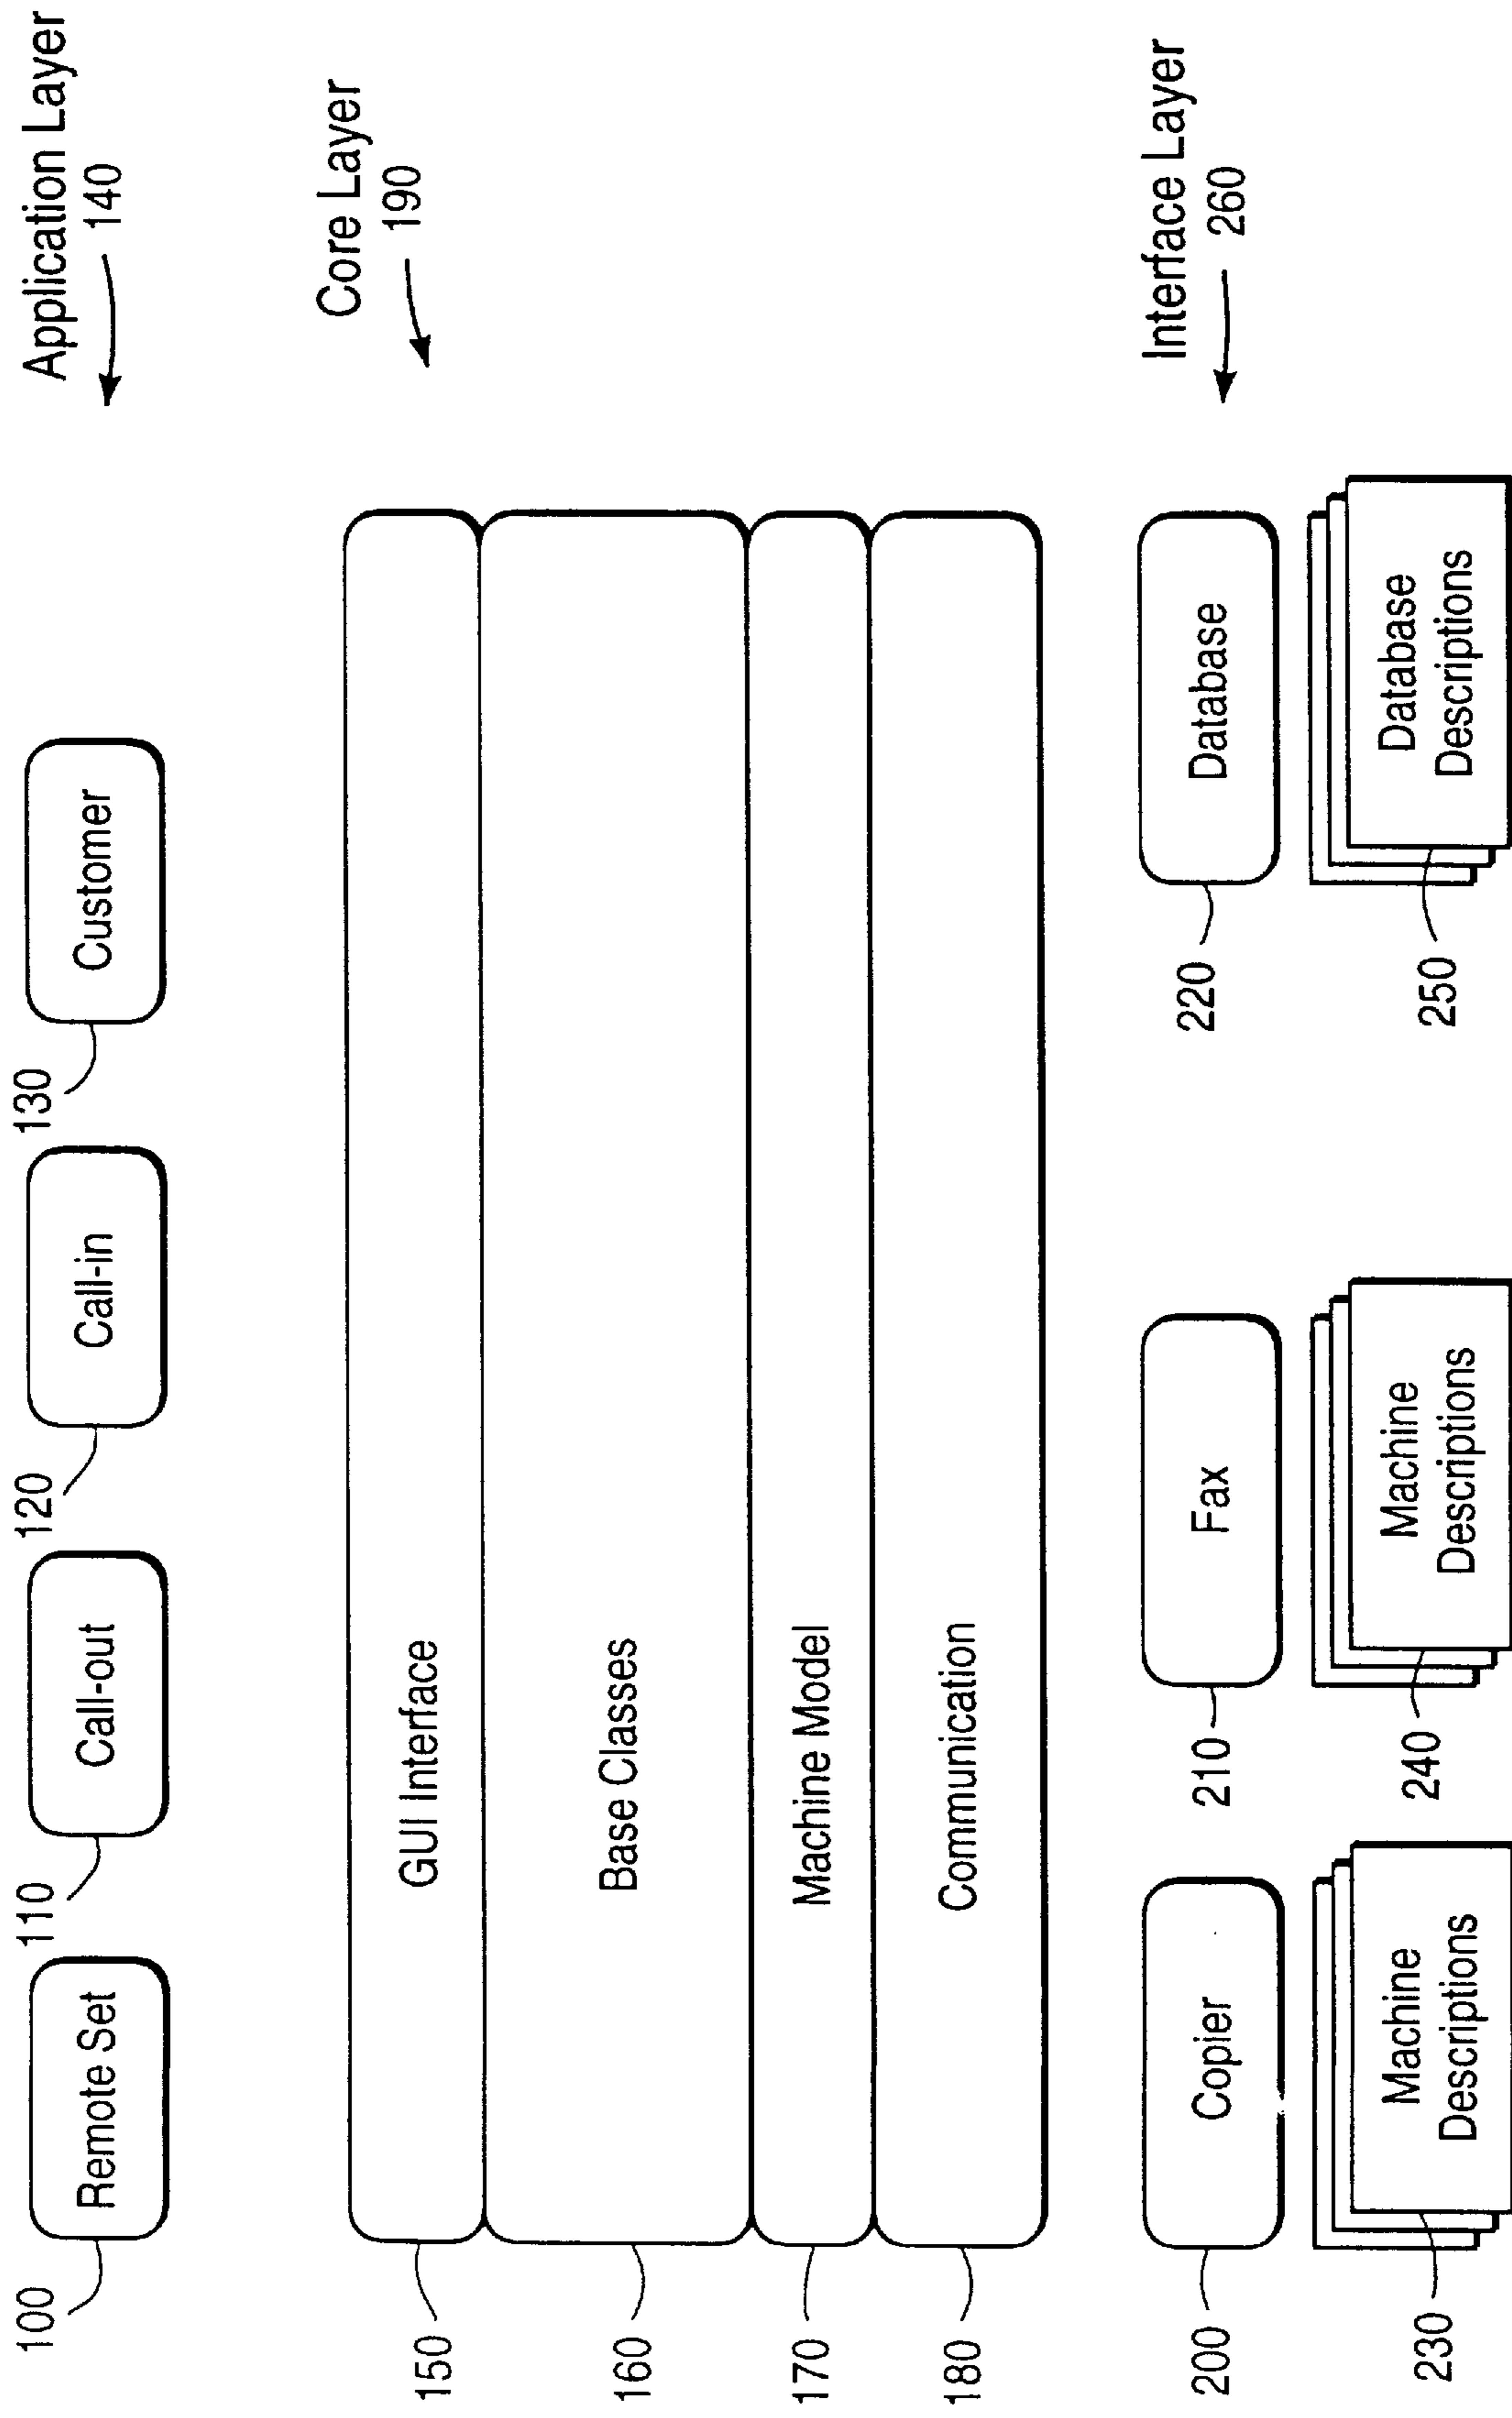 Application Layer
140
100
Remote Set
110
Call-out
120
Call-in
130
Customer
Core Layer
190
150
GUI Interface
160
Base Classes
170
Machine Model
180
Communication
Interface Layer
260
200
Copier
210
Fax
220
Database
230
Machine
Descriptions
240
Machine
Descriptions
250
Database
Descriptions